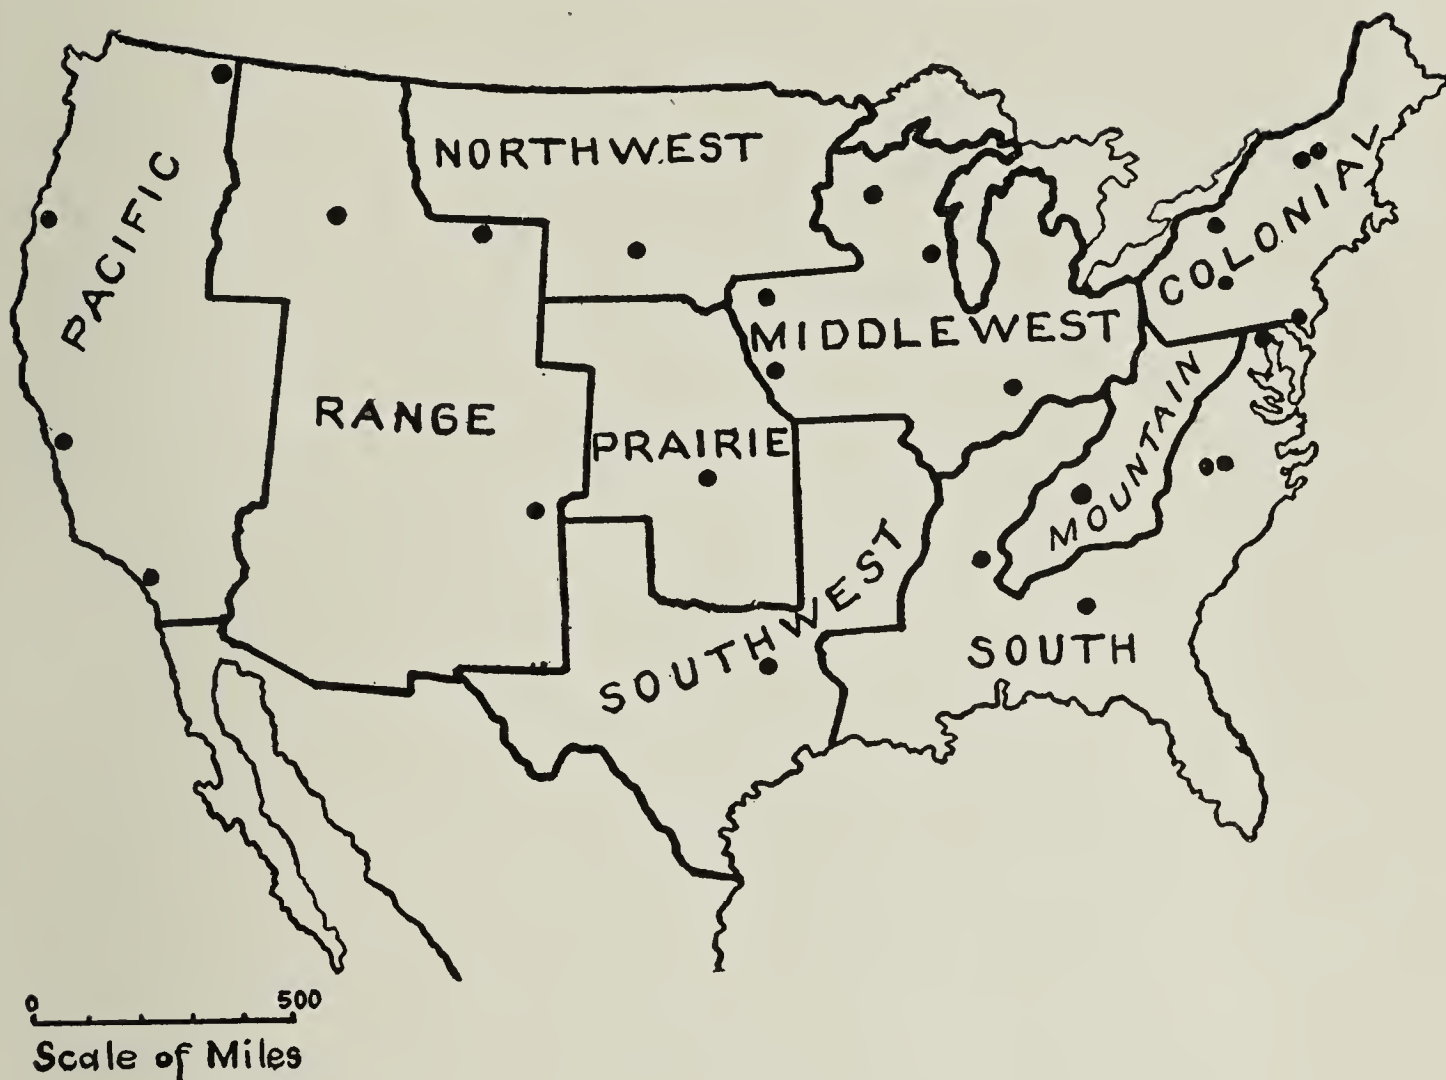 NORTHWEST
PACIFIC
COLONIAL
MIDDLEWEST
RANGE
PRAIRIE
MOUNTAIN
SOUTHWEST
SOUTH
0 500
Scale of Miles